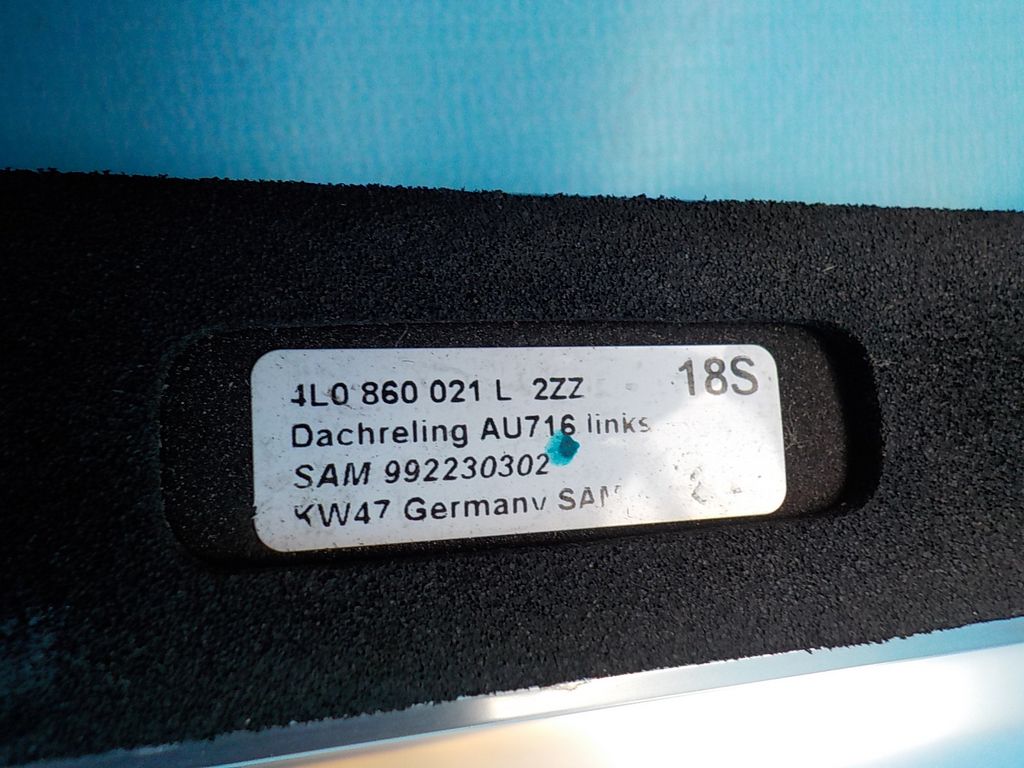 4L0 860 021 L 2ZZ 18S
Dachreling AU716 links
SAM 992230302
KW47 Germany SAM